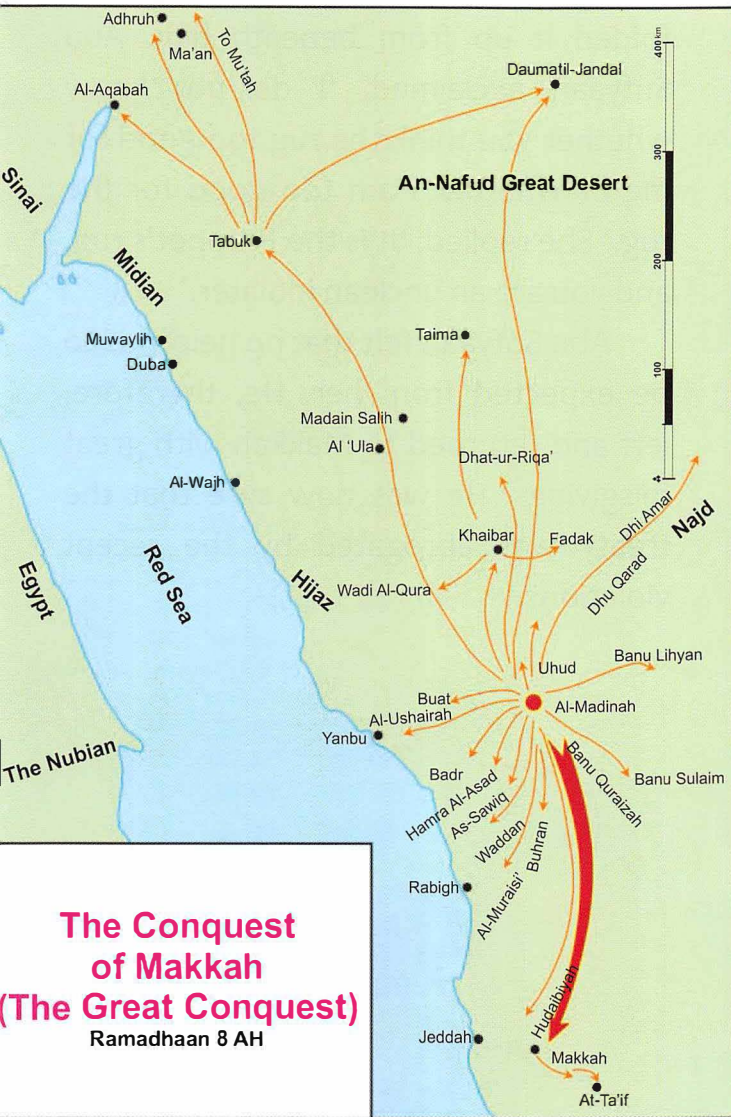 Adhruh
Ma'an
To Mu'tah
Al-Aqabah
Daumatil-Jandal
400 km
300
200
100
Sinai
An-Nafud Great Desert
Tabuk
Midian
Muwaylih
Duba
Taima
Madain Salih
Al 'Ula
Dhat-ur-Riqa'
Al-Wajh
Khaibar
Fadak
Dhi Amar
Najd
Dhu Qarad
Egypt
Red Sea
Hijaz
Wadi Al-Qura
Uhud
Banu Lihyan
Buat
Al-Madinah
Al-Ushairah
Yanbu
The Nubian
Badr
Banu Quraizah
Banu Sulaim
Hamra Al-Asad
As-Sawiq
Waddan
Buhran
Al-Muraisi'
Rabigh
The Conquest
of Makkah
(The Great Conquest)
Ramadhaan 8 AH
Hudaibiyah
Jeddah
Makkah
At-Ta'if